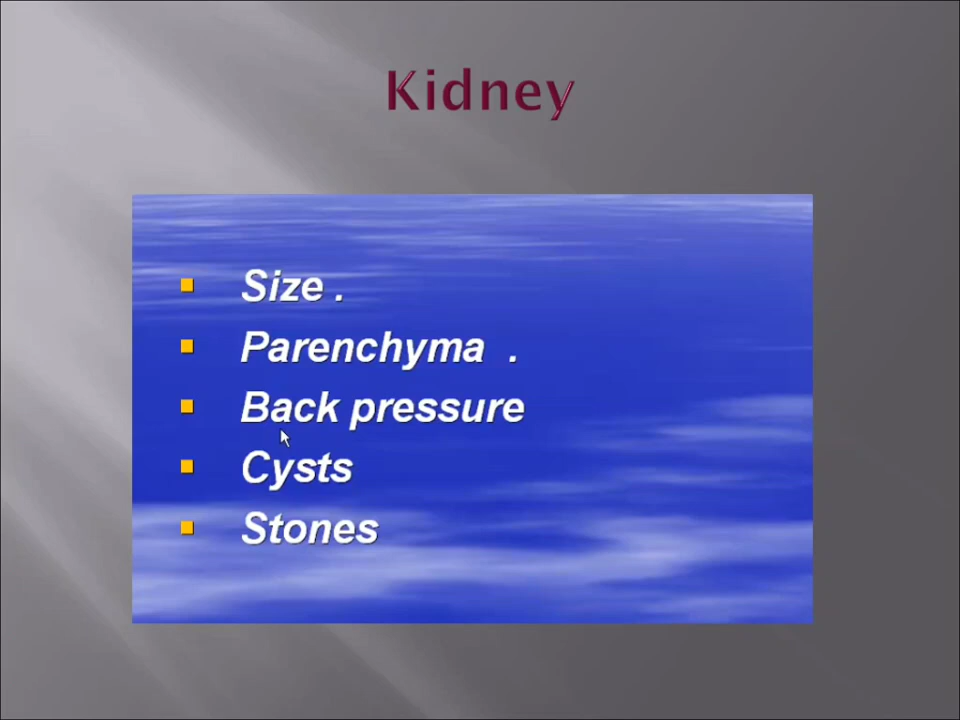 Kidney
Size .
Parenchyma .
Back pressure
Cysts
Stones